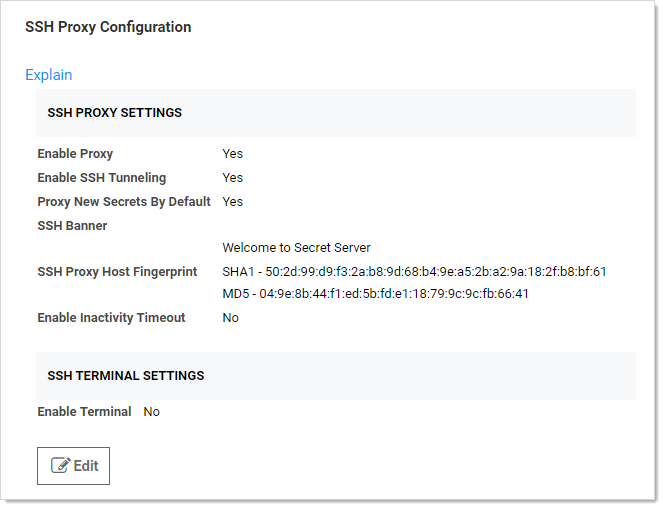 SSH Proxy Configuration
Explain
SSH PROXY SETTINGS
Enable Proxy Yes
Enable SSH Tunneling Yes
Proxy New Secrets By Default Yes
SSH Banner
Welcome to Secret Server
SSH Proxy Host Fingerprint SHA1 - 50:2d:99:d9:f3:2a:b8:9d:68:b4:9e:a5:2b:a2:9a:18:2f:b8:bf:61
MD5 - 04:9e:8b:44:f1:ed:5b:fd:e1:18:79:9c:9c:fb:66:41
Enable Inactivity Timeout No
SSH TERMINAL SETTINGS
Enable Terminal No
Edit